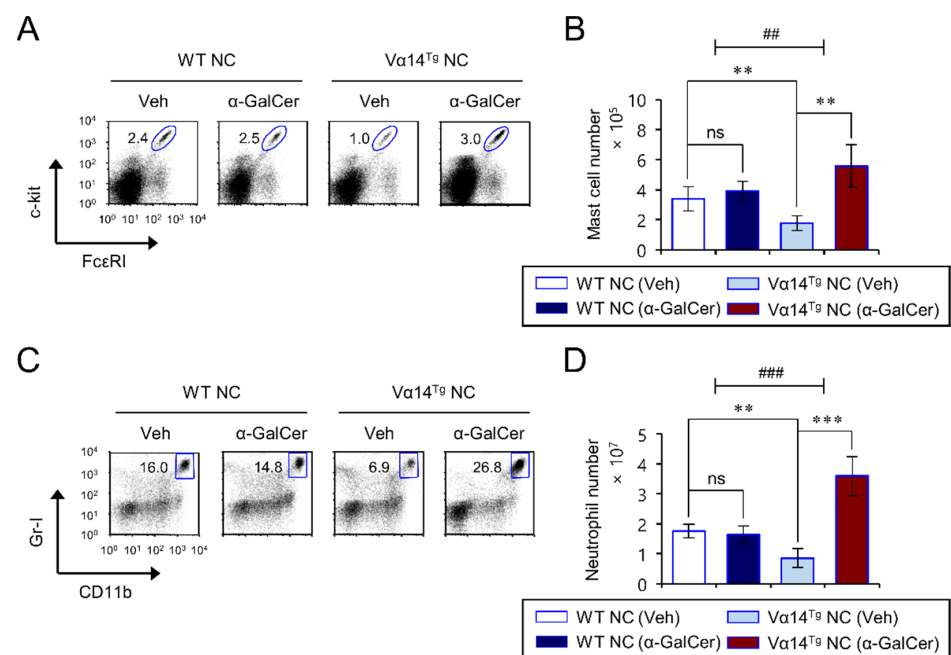 A
WT NC
Vα14ᵀᵍ NC
Veh
α-GalCer
Veh
α-GalCer
10⁴
10³
10²
10¹
10⁰
2.4
2.5
1.0
3.0
10⁰ 10¹ 10² 10³ 10⁴
c-kit
FcεRI
B
##
**
**
ns
Mast cell number
× 10⁵
10
8
6
4
2
0
WT NC (Veh)
Vα14ᵀᵍ NC (Veh)
WT NC (α-GalCer)
Vα14ᵀᵍ NC (α-GalCer)
C
WT NC
Vα14ᵀᵍ NC
Veh
α-GalCer
Veh
α-GalCer
10⁴
10³
10²
10¹
10⁰
16.0
14.8
6.9
26.8
10⁰ 10¹ 10² 10³ 10⁴
Gr-I
CD11b
D
###
**
***
ns
Neutrophil number
× 10⁷
5
4
3
2
1
0
WT NC (Veh)
Vα14ᵀᵍ NC (Veh)
WT NC (α-GalCer)
Vα14ᵀᵍ NC (α-GalCer)